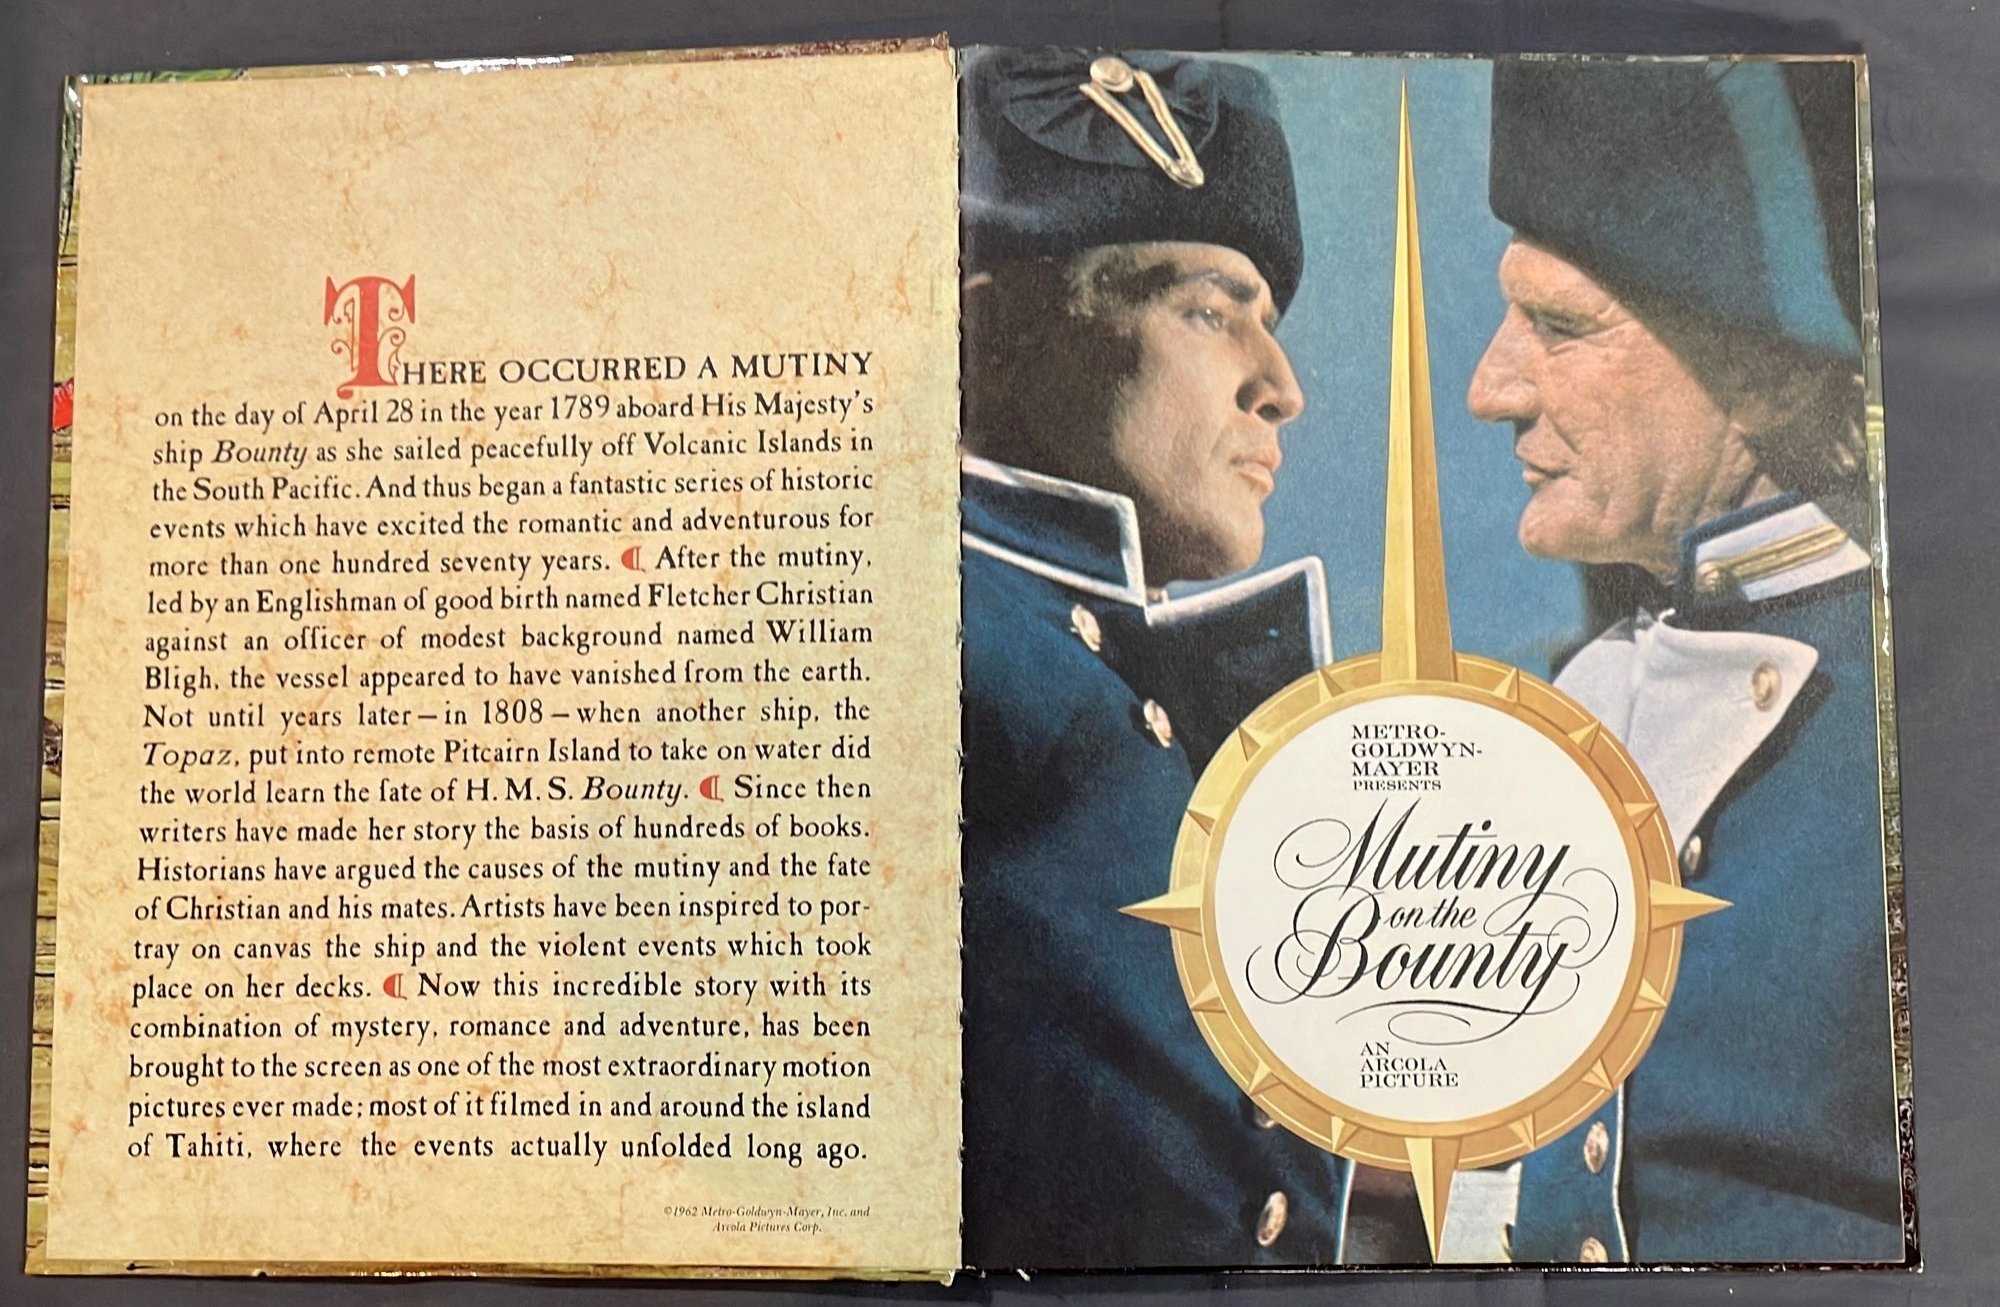 THERE OCCURRED A MUTINY
on the day of April 28 in the year 1789 aboard His Majesty's
ship Bounty as she sailed peacefully off Volcanic Islands in
the South Pacific. And thus began a fantastic series of historic
events which have excited the romantic and adventurous for
more than one hundred seventy years. ¶ After the mutiny,
led by an Englishman of good birth named Fletcher Christian
against an officer of modest background named William
Bligh, the vessel appeared to have vanished from the earth.
Not until years later — in 1808 — when another ship, the
Topaz, put into remote Pitcairn Island to take on water did
the world learn the fate of H. M. S. Bounty. ¶ Since then
writers have made her story the basis of hundreds of books.
Historians have argued the causes of the mutiny and the fate
of Christian and his mates. Artists have been inspired to por-
tray on canvas the ship and the violent events which took
place on her decks. ¶ Now this incredible story with its
combination of mystery, romance and adventure, has been
brought to the screen as one of the most extraordinary motion
pictures ever made; most of it filmed in and around the island
of Tahiti, where the events actually unfolded long ago.
©1962 Metro-Goldwyn-Mayer, Inc. and
Arcola Pictures Corp.
METRO-
GOLDWYN-
MAYER
PRESENTS
Mutiny
on the
Bounty
AN
ARCOLA
PICTURE